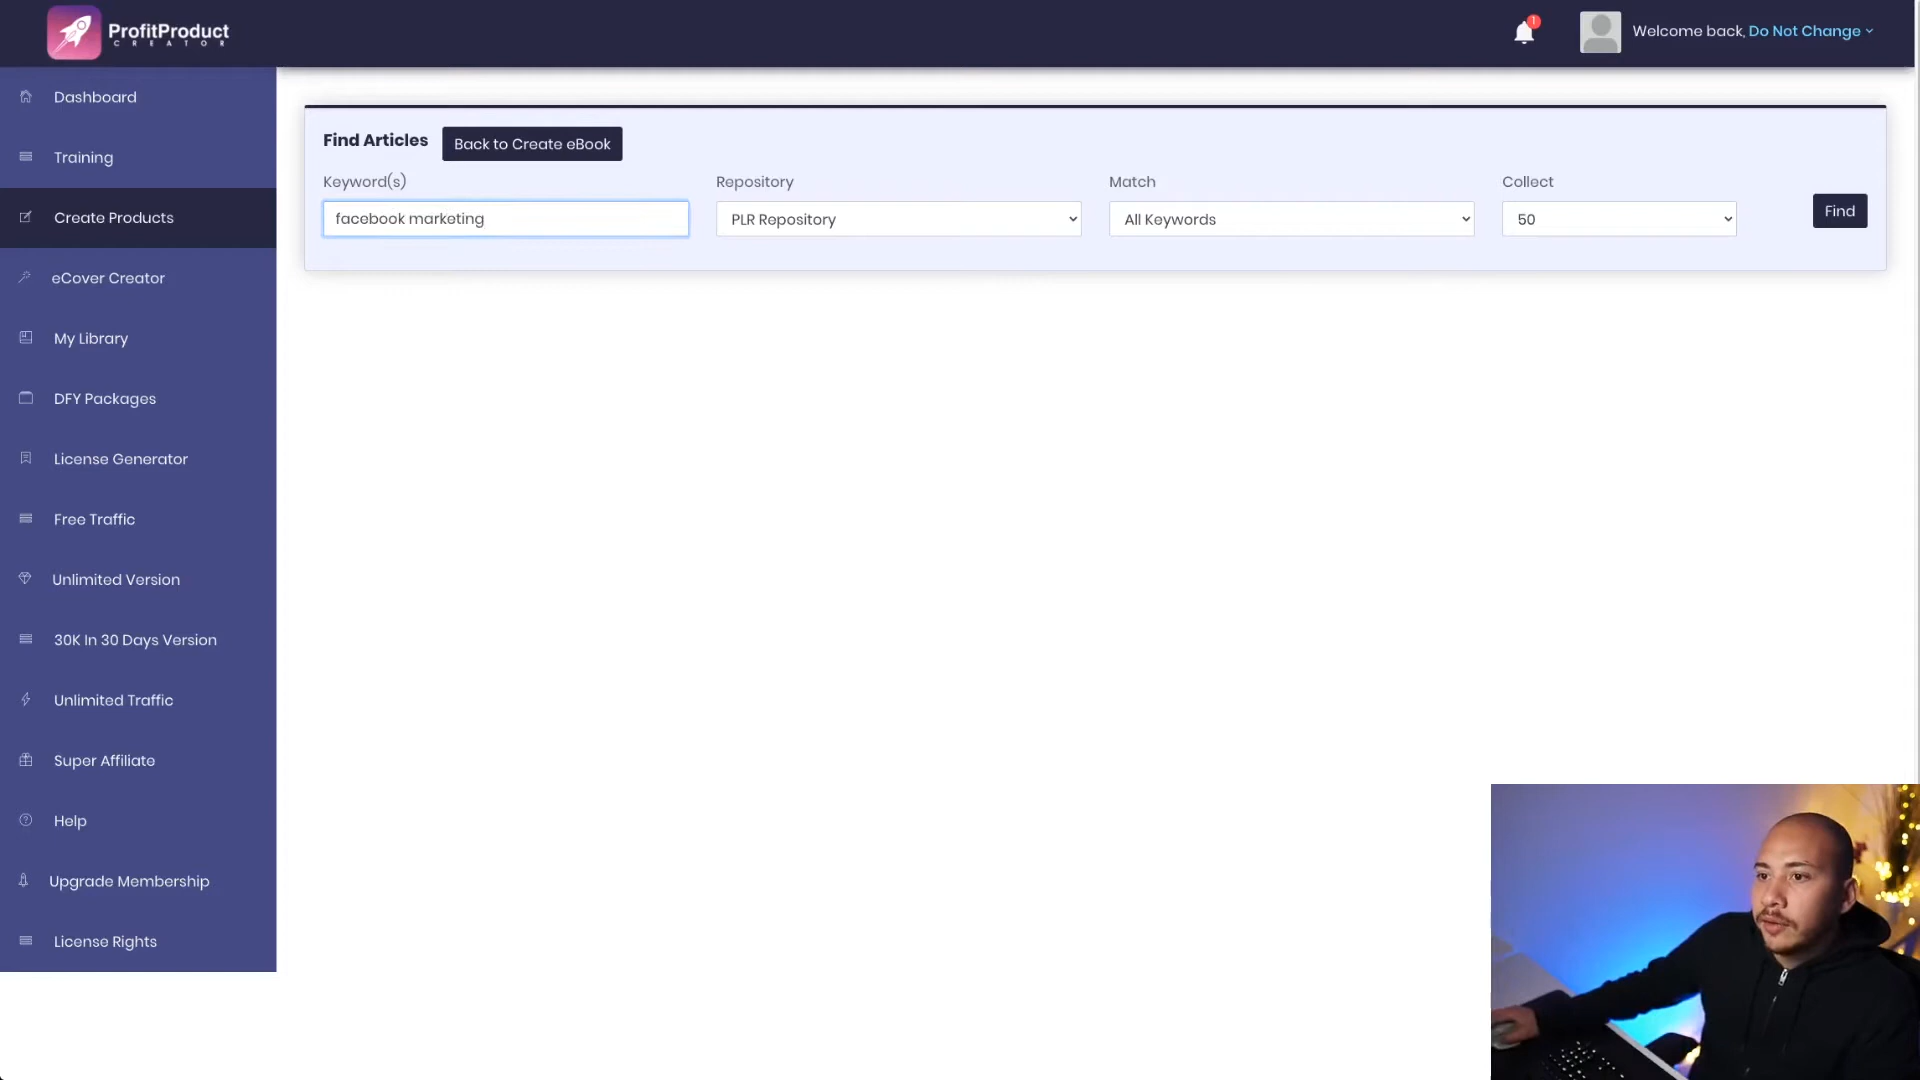 ProfitProduct
CREATOR
1
Welcome back, Do Not Change
Dashboard
Training
Create Products
eCover Creator
My Library
DFY Packages
License Generator
Free Traffic
Unlimited Version
30K In 30 Days Version
Unlimited Traffic
Super Affiliate
Help
Upgrade Membership
License Rights
Find Articles
Back to Create eBook
Keyword(s)
Repository
Match
Collect
facebook marketing
PLR Repository
All Keywords
50
Find